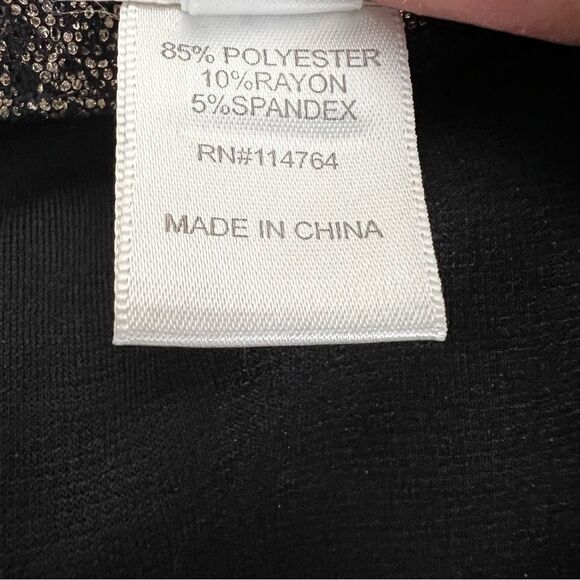 85% POLYESTER
10%RAYON
5%SPANDEX
RN#114764
MADE IN CHINA